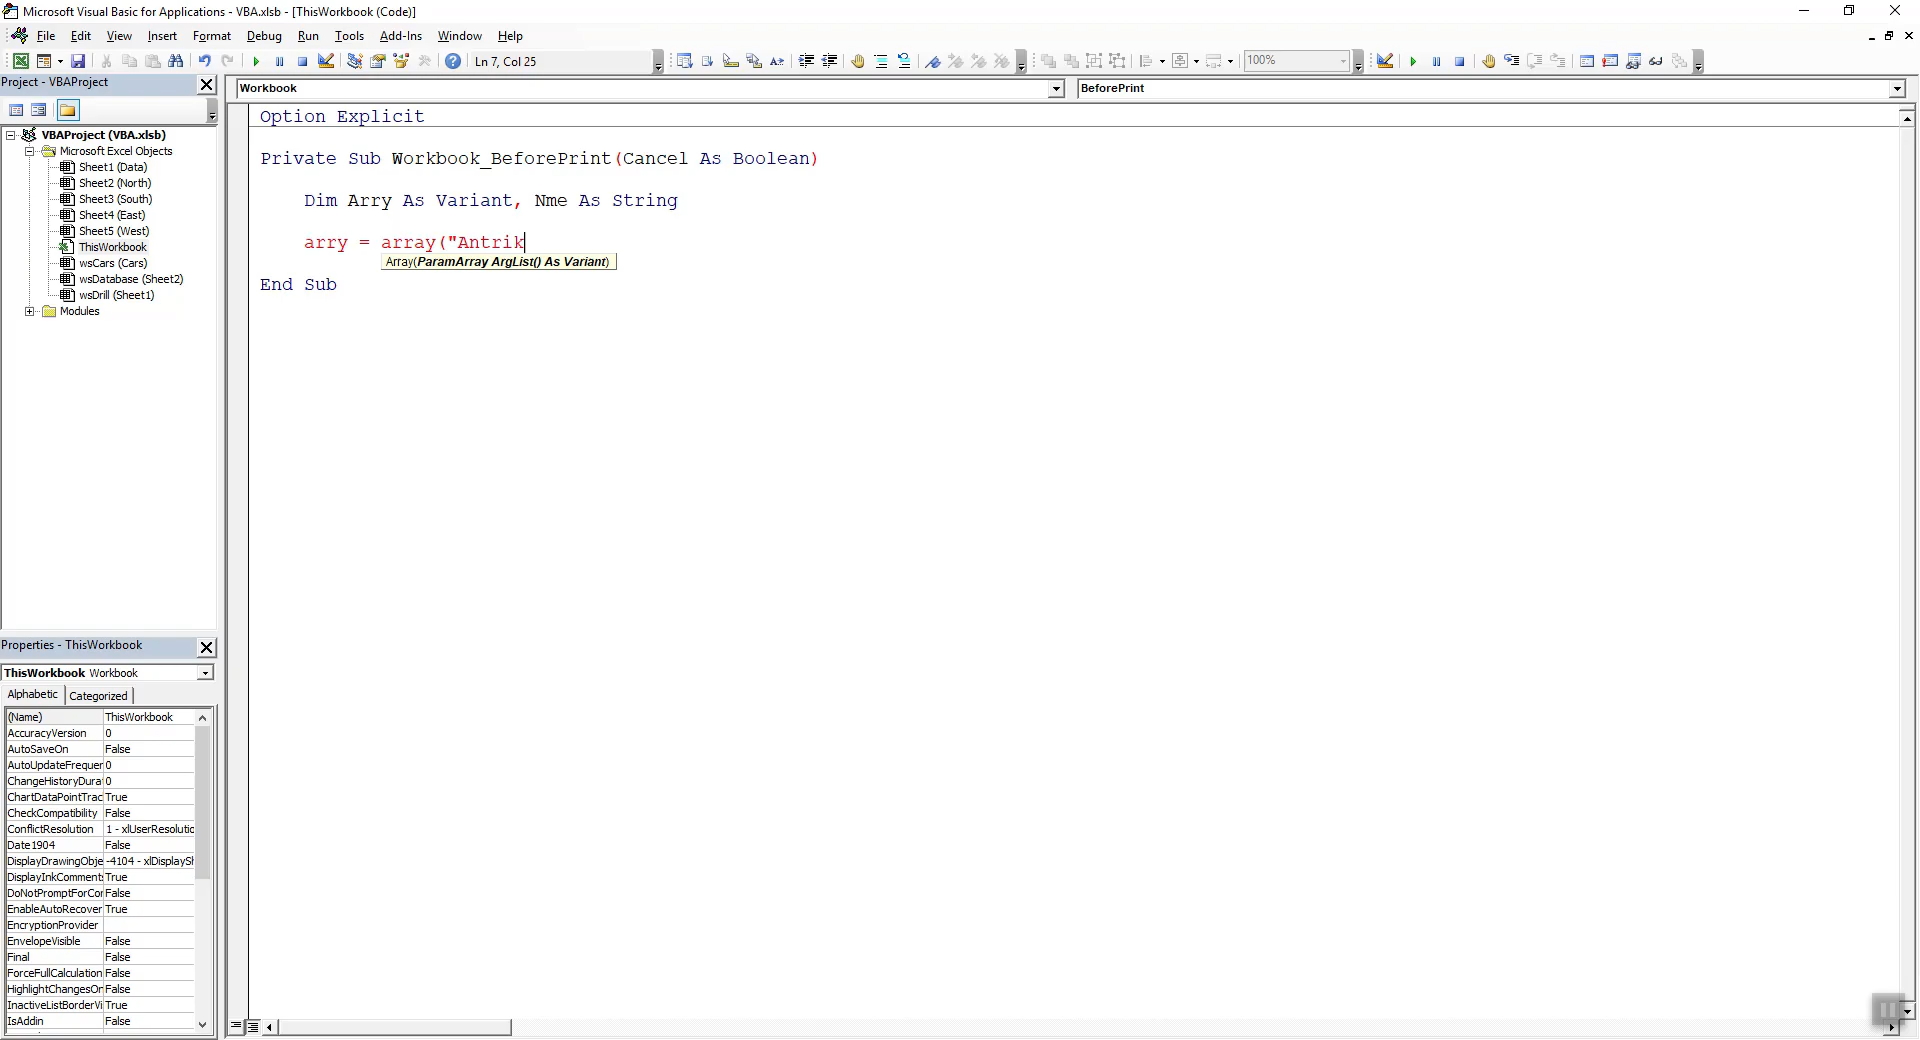 Microsoft Visual Basic for Applications - VBA.xlsb - [ThisWorkbook (Code)]
File Edit View Insert Format Debug Run Tools Add-Ins Window Help
Ln 7, Col 25 100%
Project - VBAProject
Workbook BeforePrint
Option Explicit
Private Sub Workbook_BeforePrint(Cancel As Boolean)
Dim Arry As Variant, Nme As String
arry = array("Antrik
Array(ParamArray ArgList() As Variant)
End Sub
VBAProject (VBA.xlsb)
Microsoft Excel Objects
Sheet1 (Data)
Sheet2 (North)
Sheet3 (South)
Sheet4 (East)
Sheet5 (West)
ThisWorkbook
wsCars (Cars)
wsDatabase (Sheet2)
wsDrill (Sheet1)
Modules
Properties - ThisWorkbook
ThisWorkbook Workbook
Alphabetic Categorized
(Name) ThisWorkbook
AccuracyVersion 0
AutoSaveOn False
AutoUpdateFrequer 0
ChangeHistoryDura 0
ChartDataPointTrac True
CheckCompatibility False
ConflictResolution 1 - xlUserResolutio
Date1904 False
DisplayDrawingObje -4104 - xlDisplaySh
DisplayInkComments True
DoNotPromptForCor False
EnableAutoRecover True
EncryptionProvider
EnvelopeVisible False
Final False
ForceFullCalculation False
HighlightChangesOn False
InactiveListBorderVi True
IsAddin False